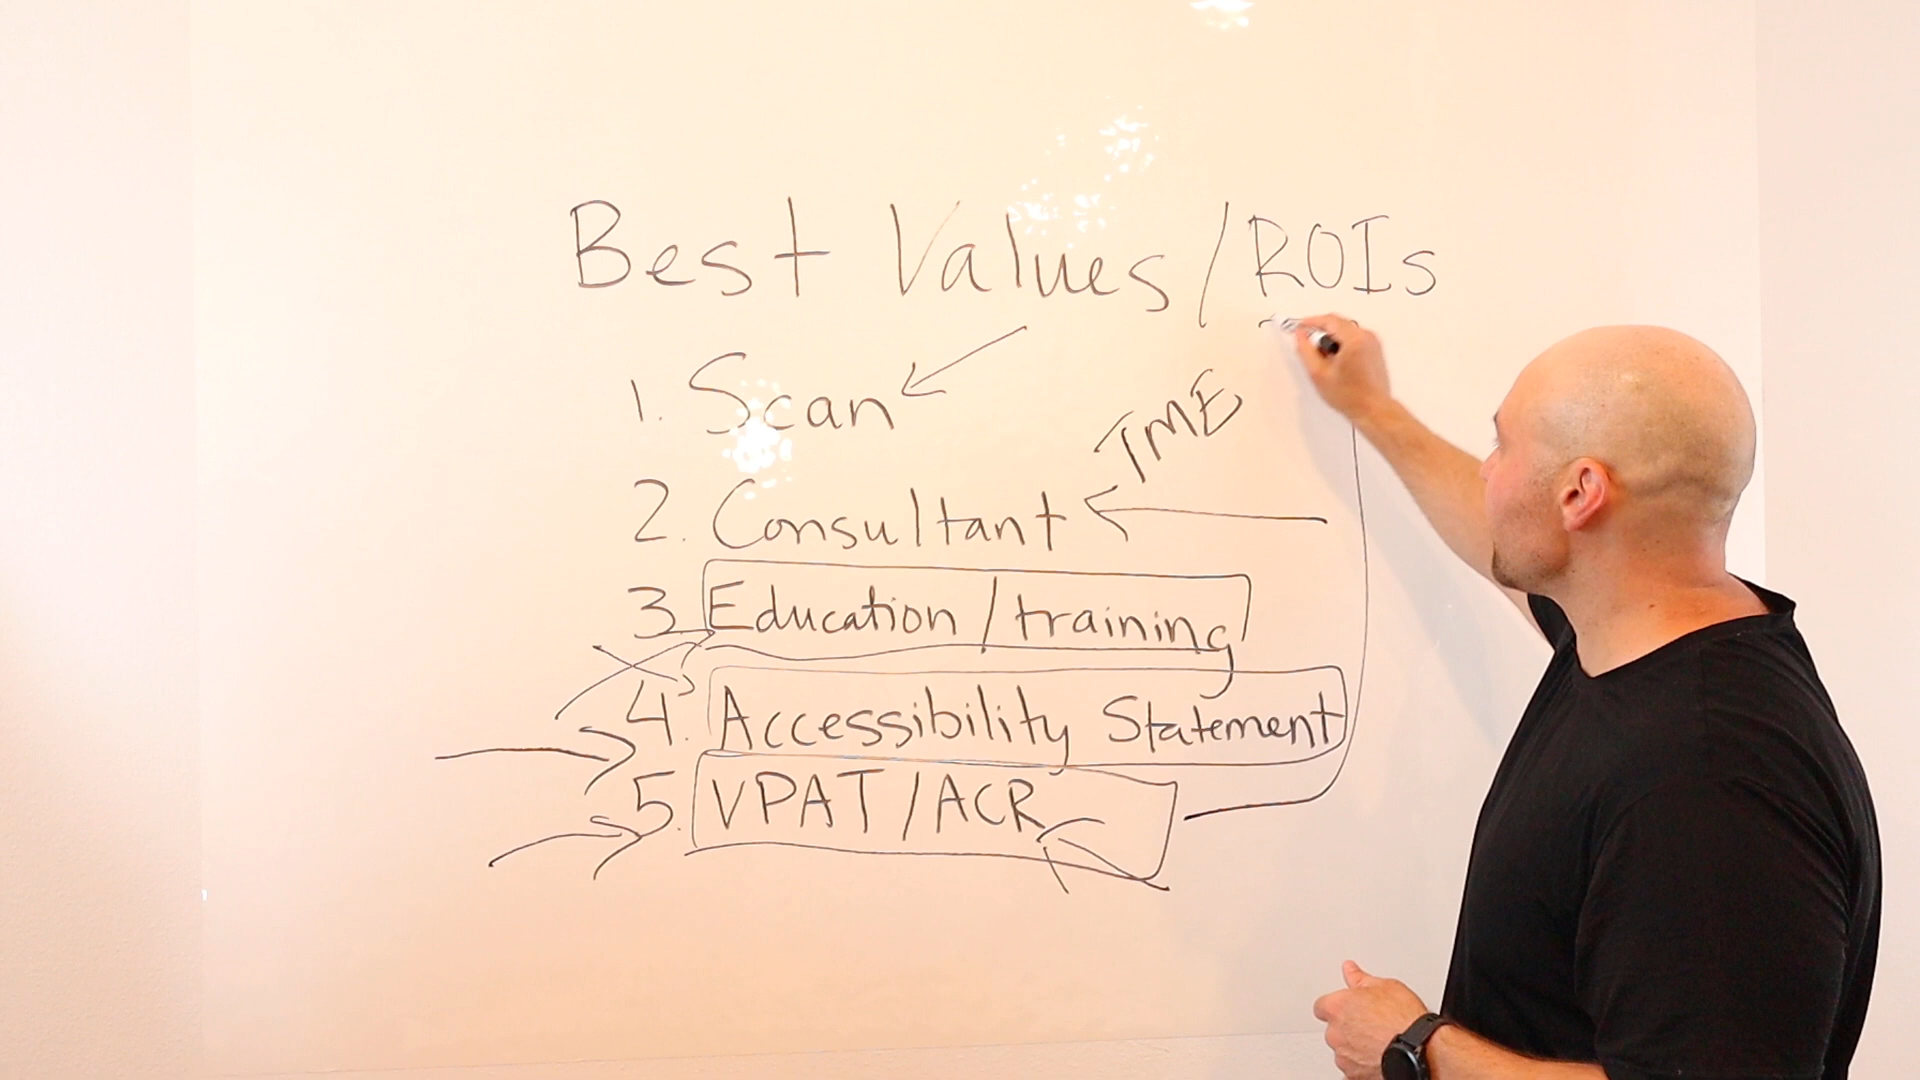 Best Values/ROIs
1. Scan
TME
2. Consultant
3. Education/training
4. Accessibility Statement
5. VPAT/ACR